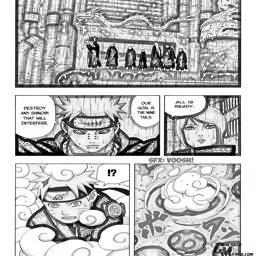 DESTROY
ANY SHINOBI
THAT WILL
INTERFERE.
OUR
GOAL IS
THE NINE
TAILS.
ALL IS
READY.
SFX: VOOSH!
!?